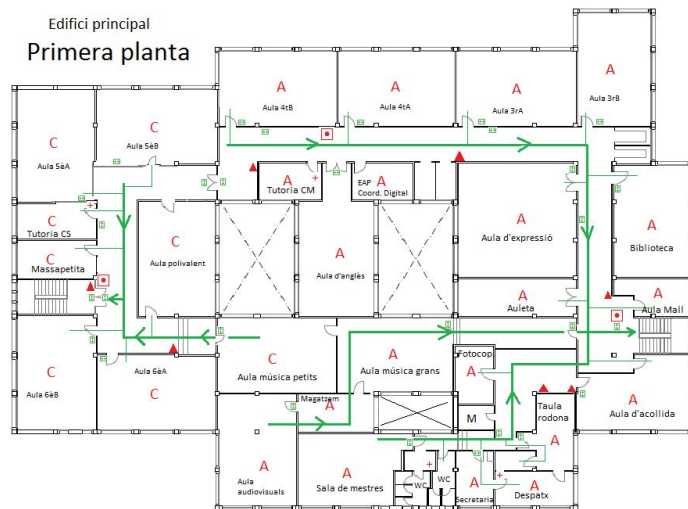 Edifici principal
Primera planta
A
Aula 4tB
A
Aula 4tA
A
Aula 3rA
A
Aula 3rB
C
Aula 5èA
C
Aula 5èB
A
Tutoria CM
A
EAP
Coord. Digital
C
Tutoria CS
C
Massapetita
C
Aula polivalent
A
Aula d'anglès
A
Aula d'expressió
A
Biblioteca
A
Auleta
A
Aula Mall
C
Aula 6èB
Aula 6èA
C
C
Aula música petits
A
Aula música grans
Fotocop
A
M
Magatzem
A
A
Aula
audiovisuals
A
Sala de mestres
WC
WC
A
Secretaria
A
Despatx
Taula
rodona
A
A
Aula d'acollida